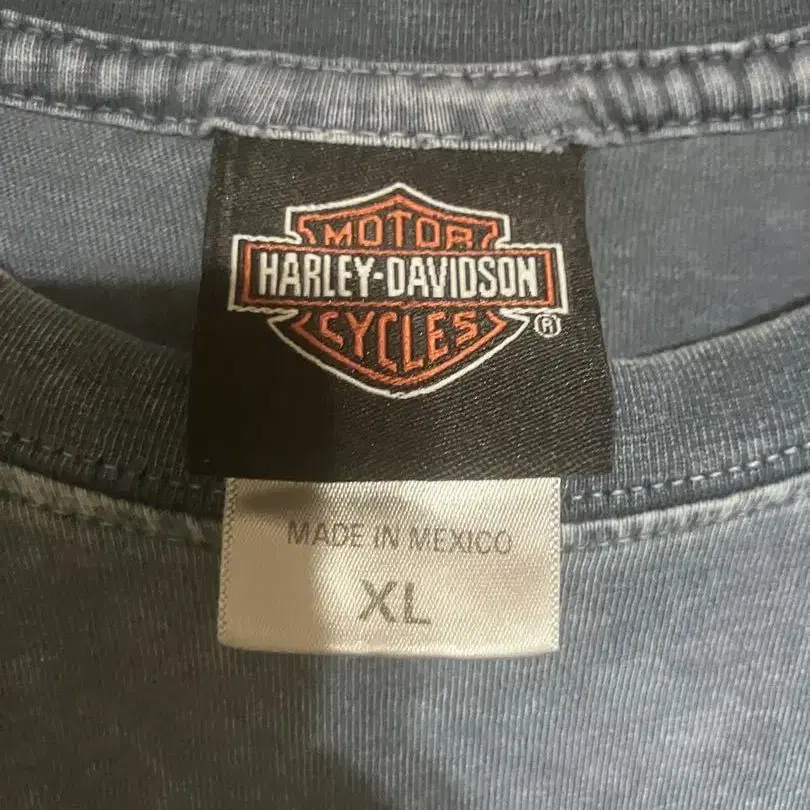 MOTOR
HARLEY-DAVIDSON
CYCLES
®
MADE IN MEXICO
XL